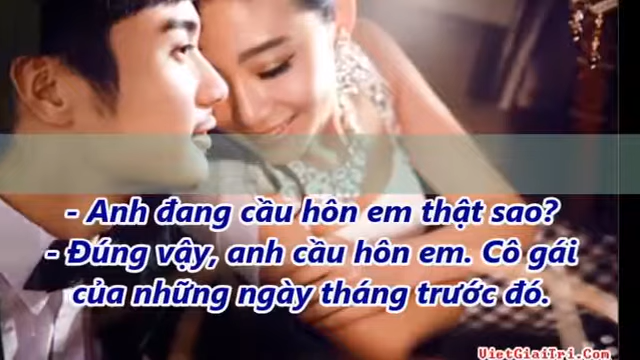 - Anh đang cầu hôn em thật sao?
- Đúng vậy, anh cầu hôn em. Cô gái
của những ngày tháng trước đó.
VietGiaiTri.Com